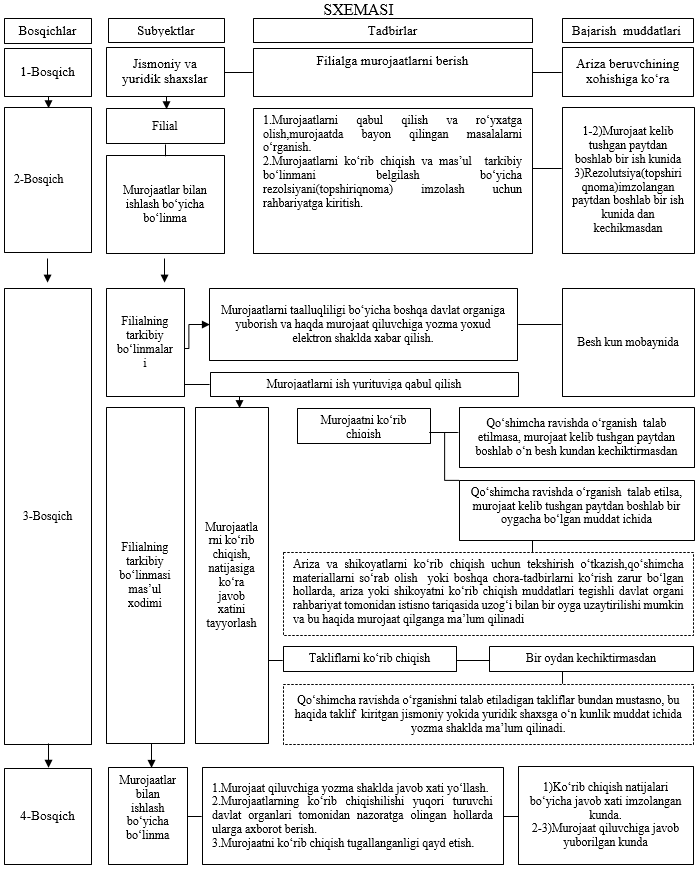 SXEMASI
Bosqichlar
Subyektlar
Tadbirlar
Bajarish muddatlari
1-Bosqich
Jismoniy va
yuridik shaxslar
Filialga murojaatlarni berish
Ariza beruvchining
xohishiga ko‘ra
2-Bosqich
Filial
Murojaatlar bilan
ishlash bo‘yicha
bo‘linma
1.Murojaatlarni qabul qilish va ro‘yxatga
olish,murojaatda bayon qilingan masalalarni
o‘rganish.
2.Murojaatlarni ko‘rib chiqish va mas’ul tarkibiy
bo‘linmani belgilash bo‘yicha
rezolsiyani(topshiriqnoma) imzolash uchun
rahbariyatga kiritish.
1-2)Murojaat kelib
tushgan paytdan
boshlab bir ish kunida
3)Rezolutsiya(topshiri
qnoma)imzolangan
paytdan boshlab bir ish
kunida dan
kechikmasdan
3-Bosqich
Filialning
tarkibiy
bo‘linmalar
i
Murojaatlarni taalluqliligi bo‘yicha boshqa davlat organiga
yuborish va haqda murojaat qiluvchiga yozma yoxud
elektron shaklda xabar qilish.
Besh kun mobaynida
Murojaatlarni ish yurituviga qabul qilish
Filialning
tarkibiy
bo‘linmasi
mas’ul
xodimi
Murojaatla
rni ko‘rib
chiqish,
natijasiga
ko‘ra
javob
xatini
tayyorlash
Murojaatni ko‘rib
chioish
Qo‘shimcha ravishda o‘rganish talab
etilmasa, murojaat kelib tushgan paytdan
boshlab o‘n besh kundan kechiktirmasdan
Qo‘shimcha ravishda o‘rganish talab etilsa,
murojaat kelib tushgan paytdan boshlab bir
oygacha bo‘lgan muddat ichida
Ariza va shikoyatlarni ko‘rib chiqish uchun tekshirish o‘tkazish,qo‘shimcha
materiallarni so‘rab olish yoki boshqa chora-tadbirlarni ko‘rish zarur bo‘lgan
hollarda, ariza yoki shikoyatni ko‘rib chiqish muddatlari tegishli davlat organi
rahbariyat tomonidan istisno tariqasida uzog‘i bilan bir oyga uzaytirilishi mumkin
va bu haqida murojaat qilganga ma’lum qilinadi
Takliflarni ko‘rib chiqish
Bir oydan kechiktirmasdan
Qo‘shimcha ravishda o‘rganishni talab etiladigan takliflar bundan mustasno, bu
haqida taklif kiritgan jismoniy yokida yuridik shaxsga o‘n kunlik muddat ichida
yozma shaklda ma’lum qilinadi.
4-Bosqich
Murojaatlar
bilan
ishlash
bo‘yicha
bo‘linma
1.Murojaat qiluvchiga yozma shaklda javob xati yo‘llash.
2.Murojaatlarning ko‘rib chiqishilishi yuqori turuvchi
davlat organlari tomonidan nazoratga olingan hollarda
ularga axborot berish.
3.Murojaatni ko‘rib chiqish tugallanganligi qayd etish.
1)Ko‘rib chiqish natijalari
bo‘yicha javob xati imzolangan
kunda.
2-3)Murojaat qiluvchiga javob
yuborilgan kunda